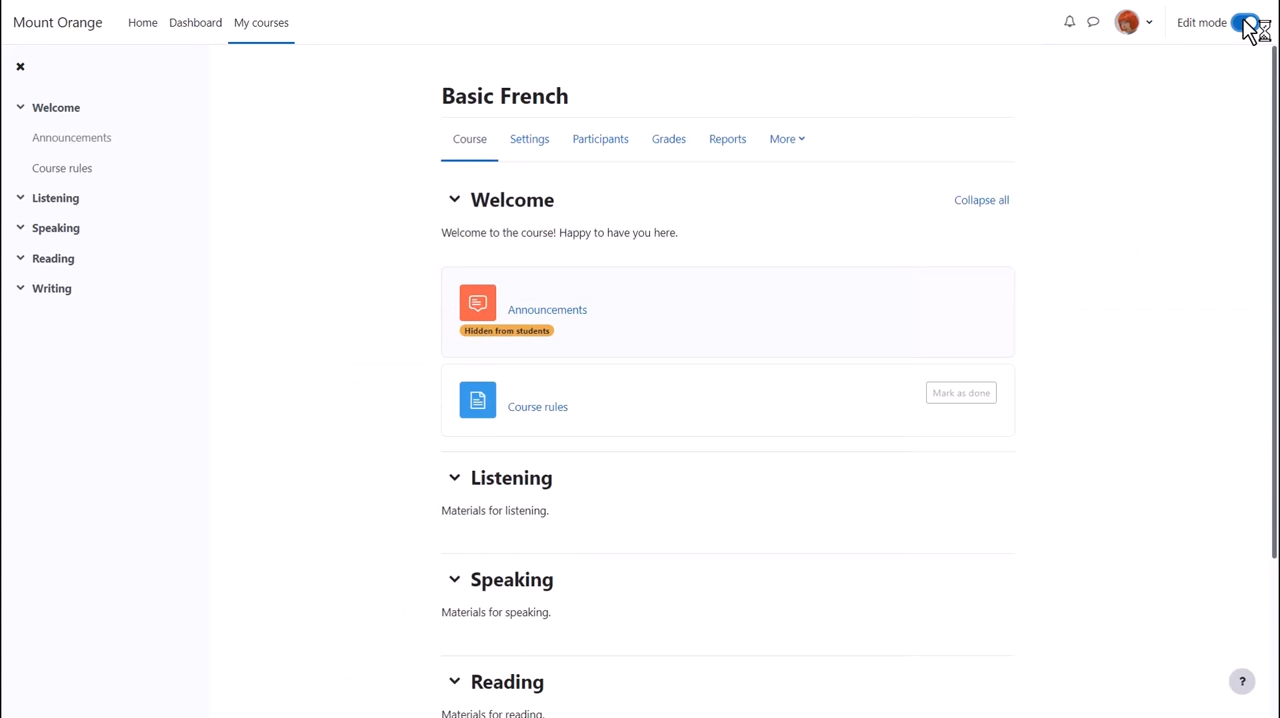 Mount Orange Home Dashboard My courses Edit mode
Welcome
Announcements
Course rules
Listening
Speaking
Reading
Writing
Basic French
Course Settings Participants Grades Reports More
Welcome Collapse all
Welcome to the course! Happy to have you here.
Announcements
Hidden from students
Course rules Mark as done
Listening
Materials for listening.
Speaking
Materials for speaking.
Reading
Materials for reading.
?